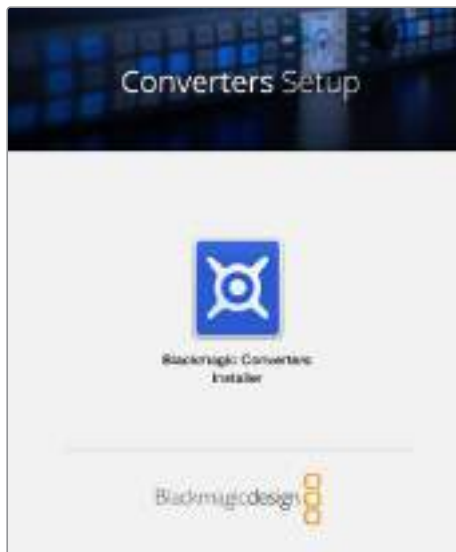 Converters Setup
Blackmagic Converters
Installer
Blackmagicdesign